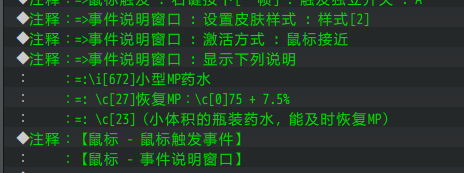 ◆注释：=>鼠标触发 : 右键按下[一帧] : 触发独立开关 : A
◆注释：=>事件说明窗口 : 设置皮肤样式 : 样式[2]
◆注释：=>事件说明窗口 : 激活方式 : 鼠标接近
◆注释：=>事件说明窗口 : 显示下列说明
：　　：=:\i[672]小型MP药水
：　　：=: \c[27]恢复MP：\c[0]75 + 7.5%
：　　：=: \c[23]（小体积的瓶装药水，能及时恢复MP）
◆注释：【鼠标 - 鼠标触发事件】
：　　：【鼠标 - 事件说明窗口】